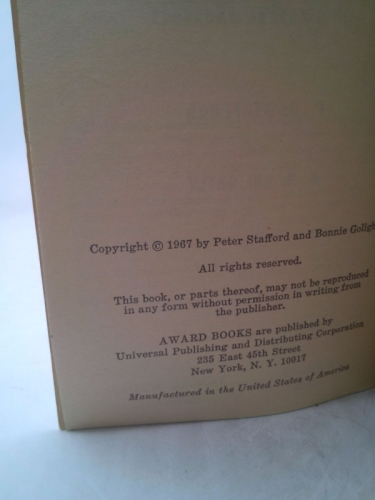 Copyright © 1967 by Peter Stafford and Bonnie Goligh
All rights reserved.
This book, or parts thereof, may not be reproduced
in any form without permission in writing from
the publisher.
AWARD BOOKS are published by
Universal Publishing and Distributing Corporation
235 East 45th Street
New York, N. Y. 10017
Manufactured in the United States of America